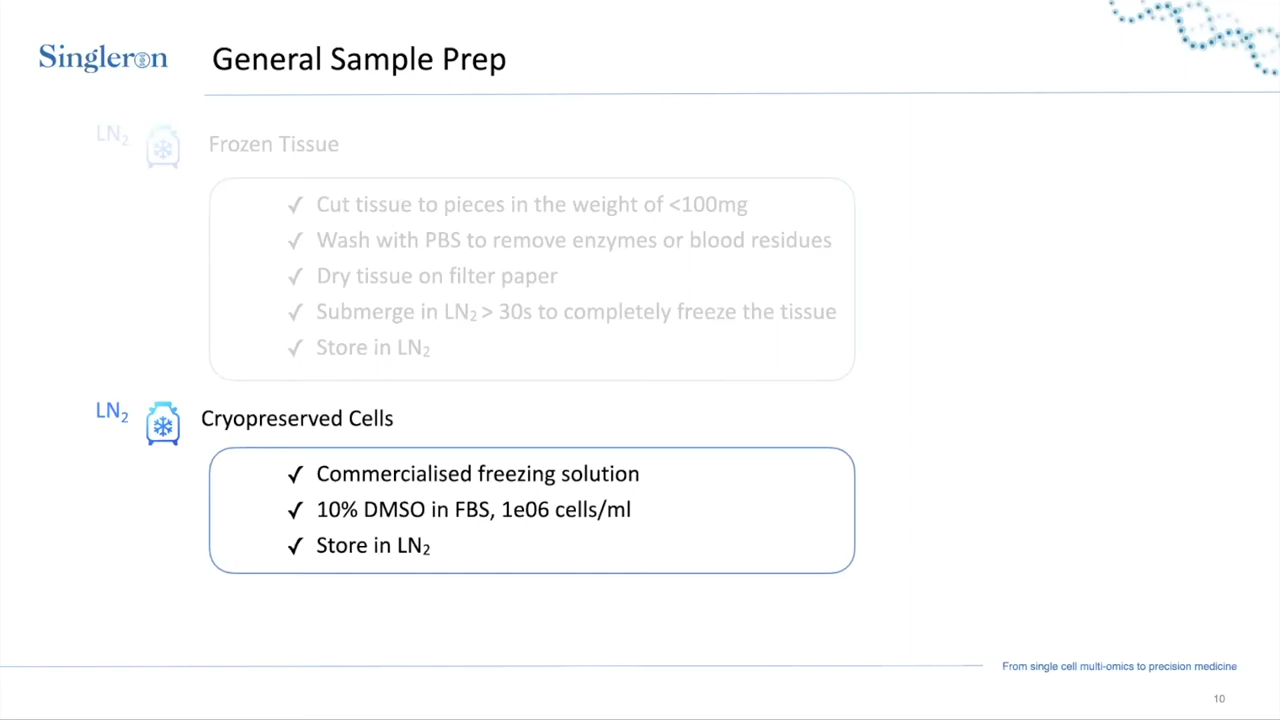 Singleron
General Sample Prep
LN₂
Frozen Tissue
✓ Cut tissue to pieces in the weight of <100mg
✓ Wash with PBS to remove enzymes or blood residues
✓ Dry tissue on filter paper
✓ Submerge in LN₂ > 30s to completely freeze the tissue
✓ Store in LN₂
LN₂
Cryopreserved Cells
✓ Commercialised freezing solution
✓ 10% DMSO in FBS, 1e06 cells/ml
✓ Store in LN₂
From single cell multi-omics to precision medicine
10